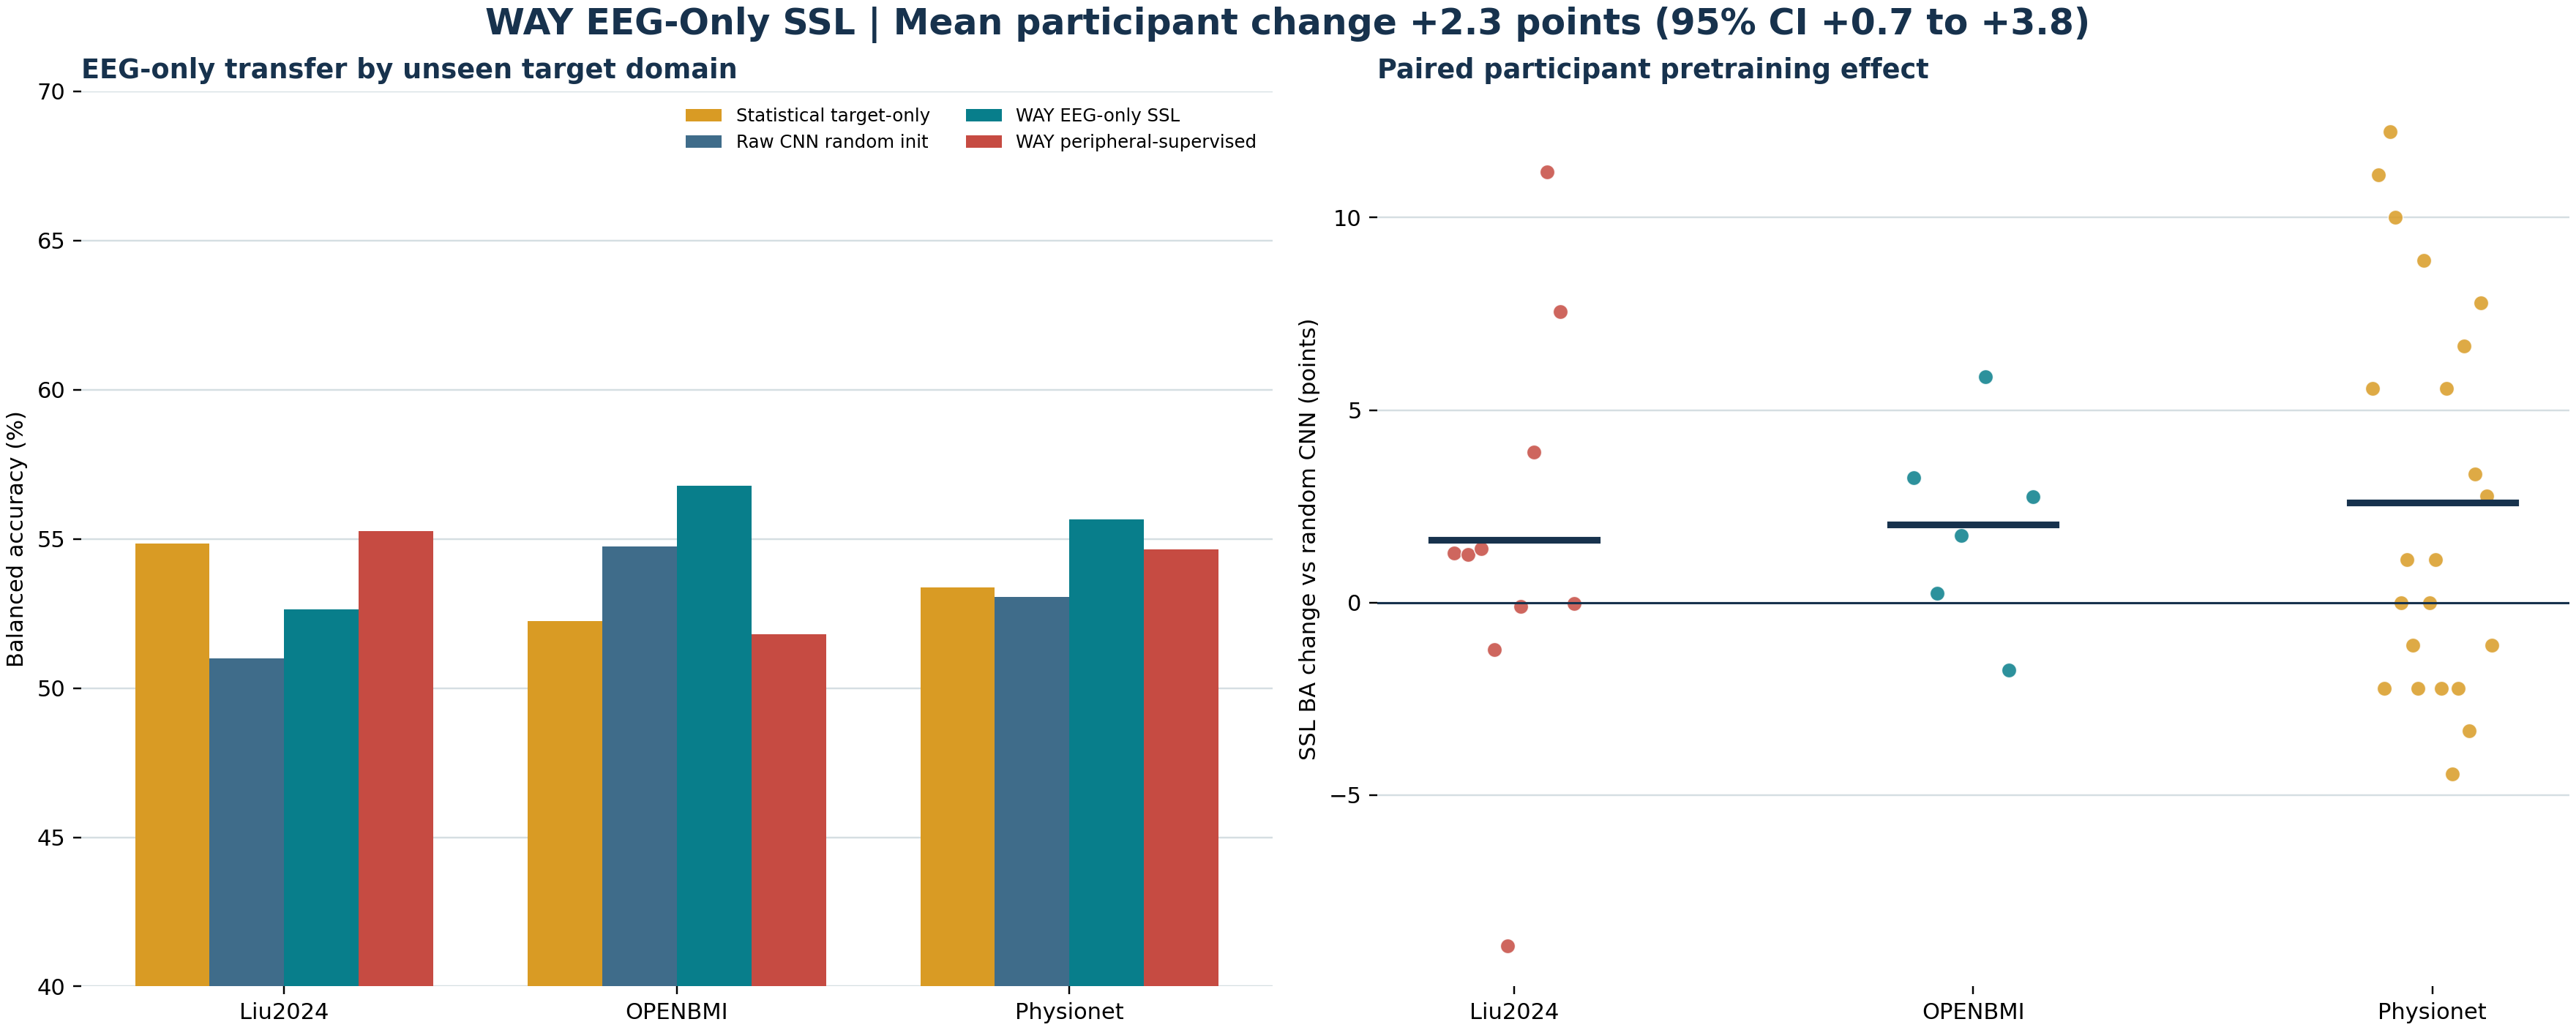 WAY EEG-Only SSL | Mean participant change +2.3 points (95% CI +0.7 to +3.8)
EEG-only transfer by unseen target domain
Balanced accuracy (%)
70
65
60
55
50
45
40
Statistical target-only
Raw CNN random init
WAY EEG-only SSL
WAY peripheral-supervised
Liu2024
OPENBMI
Physionet
Paired participant pretraining effect
SSL BA change vs random CNN (points)
10
5
0
−5
Liu2024
OPENBMI
Physionet